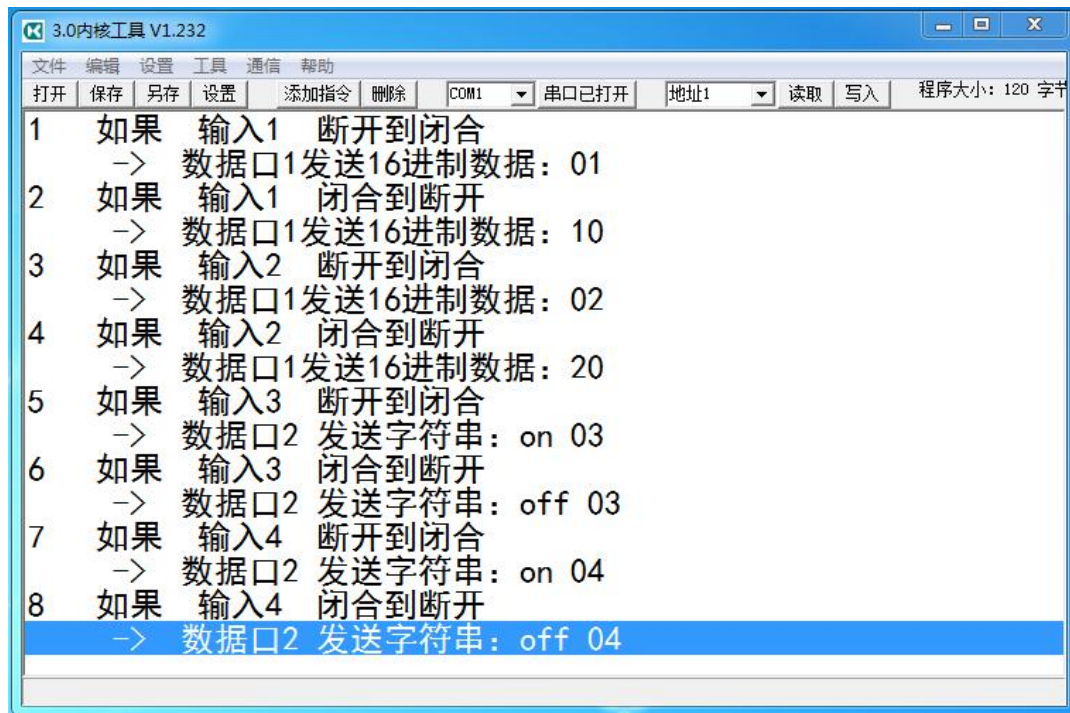 3.0内核工具 V1.232
文件 编辑 设置 工具 通信 帮助
打开 保存 另存 设置 添加指令 删除 COM1 串口已打开 地址1 读取 写入 程序大小: 120 字节
1 如果 输入1 断开到闭合
-> 数据口1发送16进制数据: 01
2 如果 输入1 闭合到断开
-> 数据口1发送16进制数据: 10
3 如果 输入2 断开到闭合
-> 数据口1发送16进制数据: 02
4 如果 输入2 闭合到断开
-> 数据口1发送16进制数据: 20
5 如果 输入3 断开到闭合
-> 数据口2 发送字符串: on 03
6 如果 输入3 闭合到断开
-> 数据口2 发送字符串: off 03
7 如果 输入4 断开到闭合
-> 数据口2 发送字符串: on 04
8 如果 输入4 闭合到断开
-> 数据口2 发送字符串: off 04